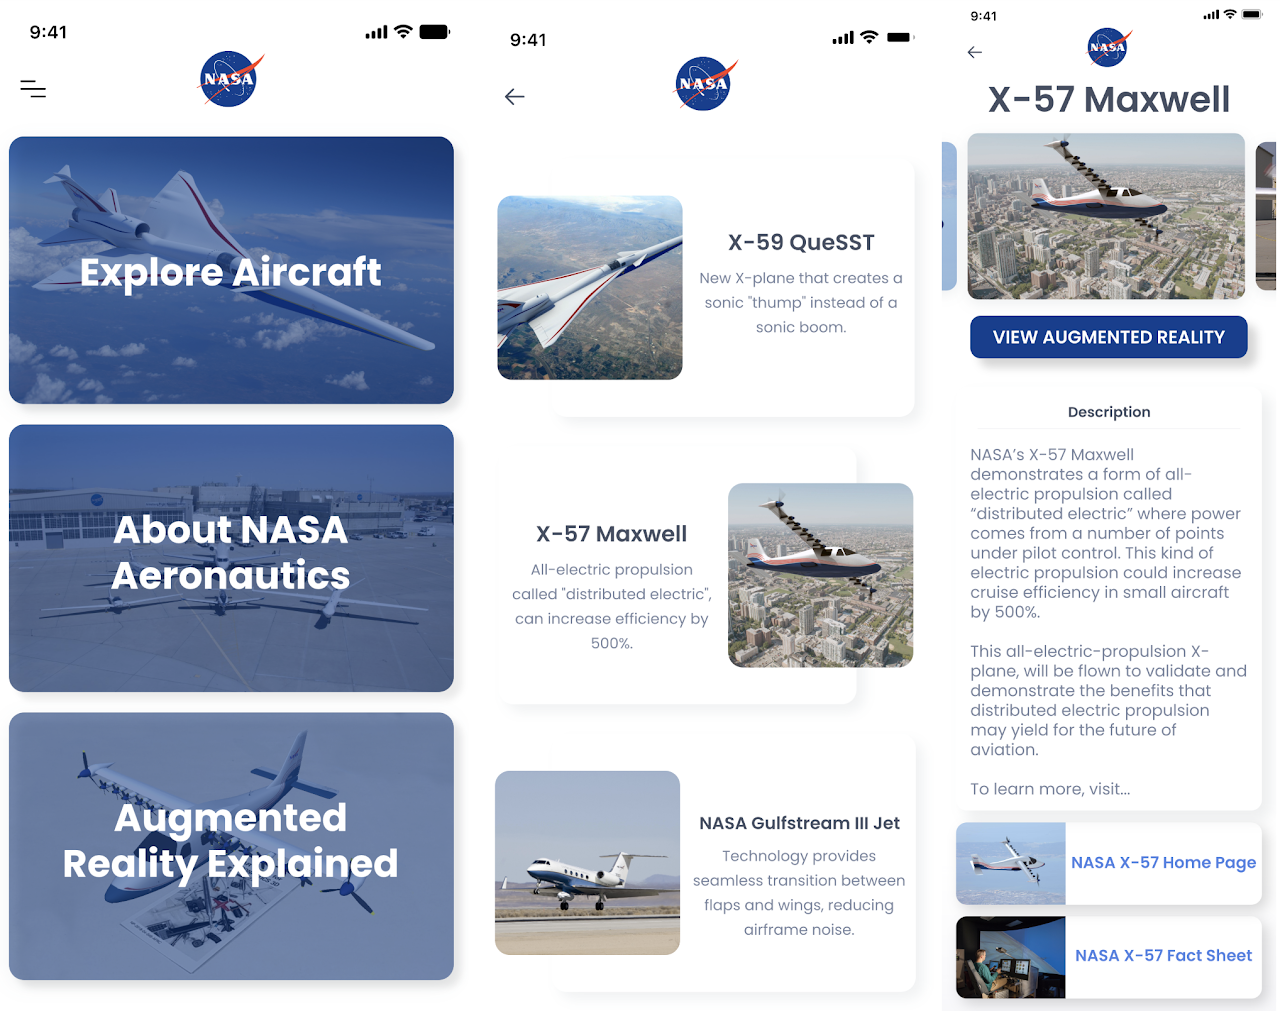 9:41
NASA
Explore Aircraft
About NASA
Aeronautics
Augmented
Reality Explained
9:41
NASA
X-59 QueSST
New X-plane that creates a
sonic "thump" instead of a
sonic boom.
X-57 Maxwell
All-electric propulsion
called "distributed electric",
can increase efficiency by
500%.
NASA Gulfstream III Jet
Technology provides
seamless transition between
flaps and wings, reducing
airframe noise.
9:41
NASA
X-57 Maxwell
VIEW AUGMENTED REALITY
Description
NASA’s X-57 Maxwell
demonstrates a form of all-
electric propulsion called
“distributed electric” where power
comes from a number of points
under pilot control. This kind of
electric propulsion could increase
cruise efficiency in small aircraft
by 500%.
This all-electric-propulsion X-
plane, will be flown to validate and
demonstrate the benefits that
distributed electric propulsion
may yield for the future of
aviation.
To learn more, visit...
NASA X-57 Home Page
NASA X-57 Fact Sheet